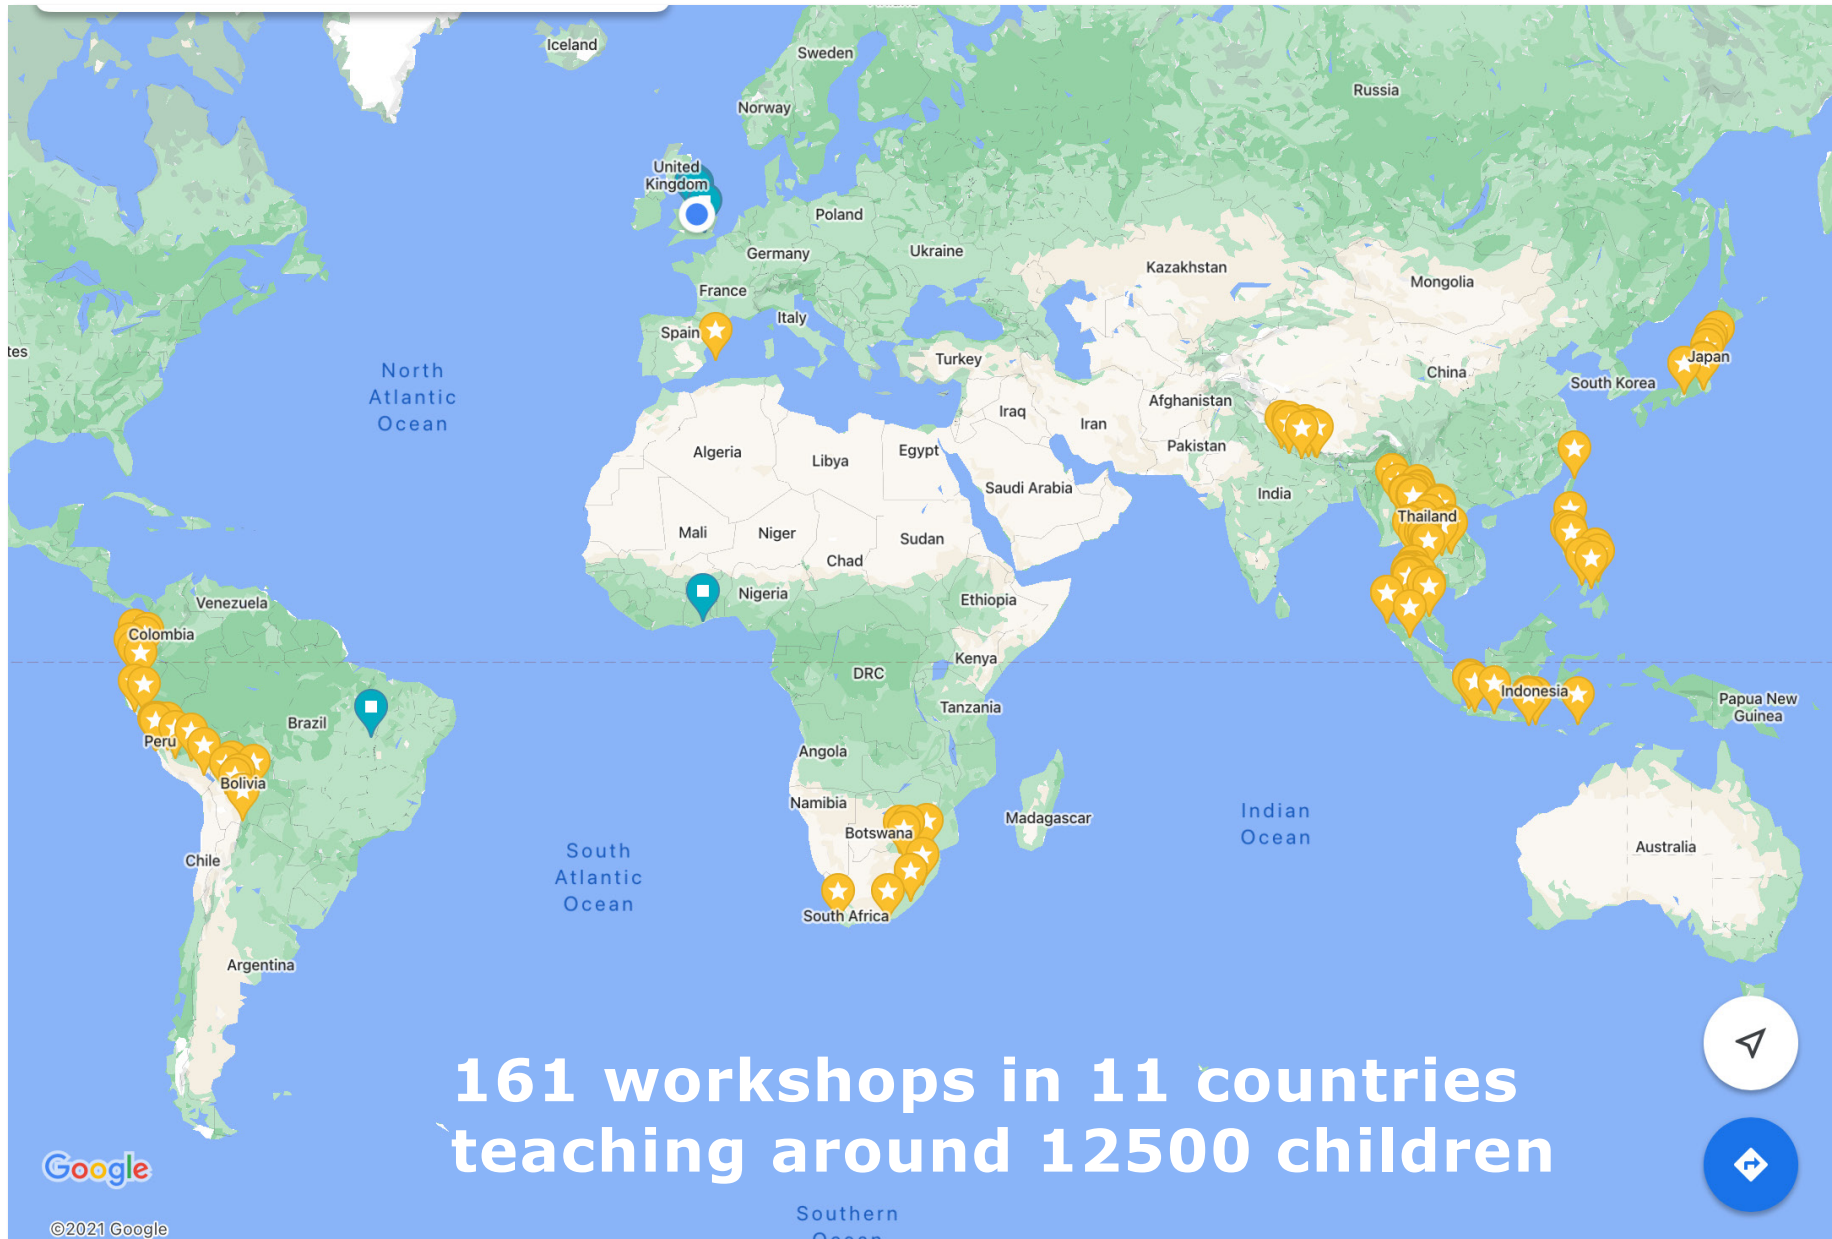 Iceland
Sweden
Russia
Norway
United
Kingdom
Poland
Germany
Ukraine
Kazakhstan
Mongolia
France
Italy
Spain
tes
Turkey
Japan
China
South Korea
North
Atlantic
Ocean
Afghanistan
Iraq
Iran
Pakistan
Algeria
Libya
Egypt
Saudi Arabia
India
Thailand
Mali
Niger
Sudan
Chad
Nigeria
Ethiopia
Venezuela
Colombia
Kenya
DRC
Indonesia
Papua New
Guinea
Tanzania
Brazil
Peru
Angola
Bolivia
Namibia
Botswana
Madagascar
Indian
Ocean
Australia
Chile
South
Atlantic
Ocean
South Africa
Argentina
161 workshops in 11 countries
teaching around 12500 children
Google
Southern
Ocean
©2021 Google